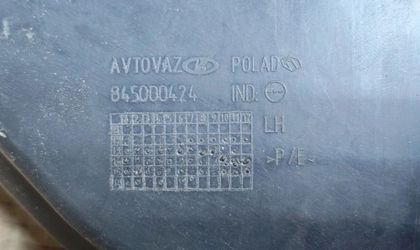 AVTOVAZ POLAD
845000424 IND.
LH
>P/E<